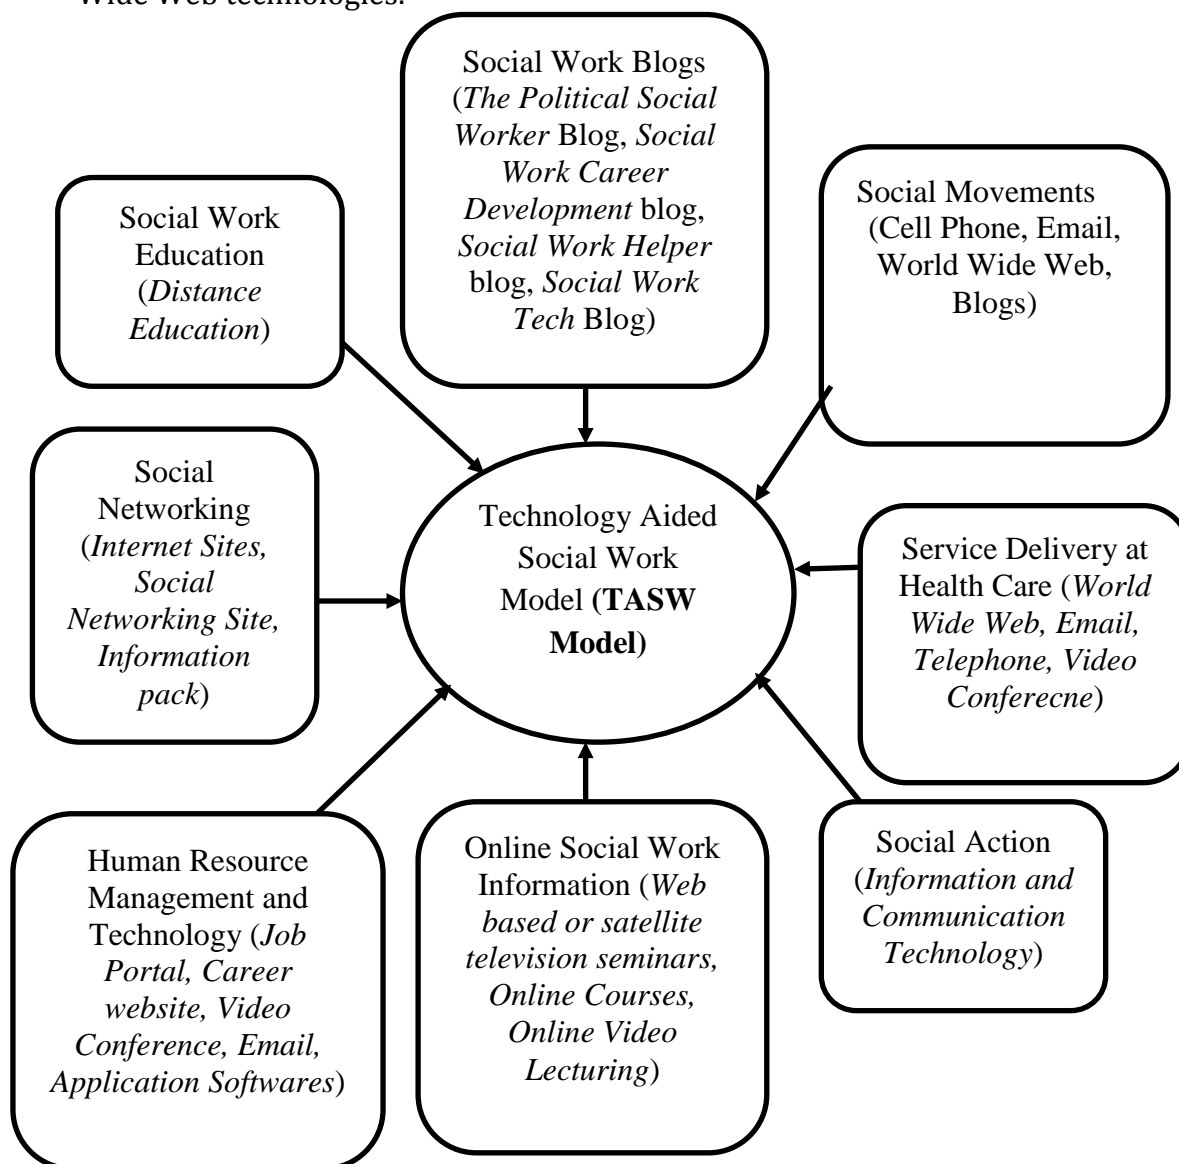 Wide Web technologies.
Social Work Blogs
(The Political Social
Worker Blog, Social
Work Career
Development blog,
Social Work Helper
blog, Social Work
Tech Blog)
Social Movements
(Cell Phone, Email,
World Wide Web,
Blogs)
Social Work
Education
(Distance
Education)
Social
Networking
(Internet Sites,
Social
Networking Site,
Information
pack)
Technology Aided
Social Work
Model (TASW
Model)
Service Delivery at
Health Care (World
Wide Web, Email,
Telephone, Video
Conferecne)
Human Resource
Management and
Technology (Job
Portal, Career
website, Video
Conference, Email,
Application Softwares)
Online Social Work
Information (Web
based or satellite
television seminars,
Online Courses,
Online Video
Lecturing)
Social Action
(Information and
Communication
Technology)